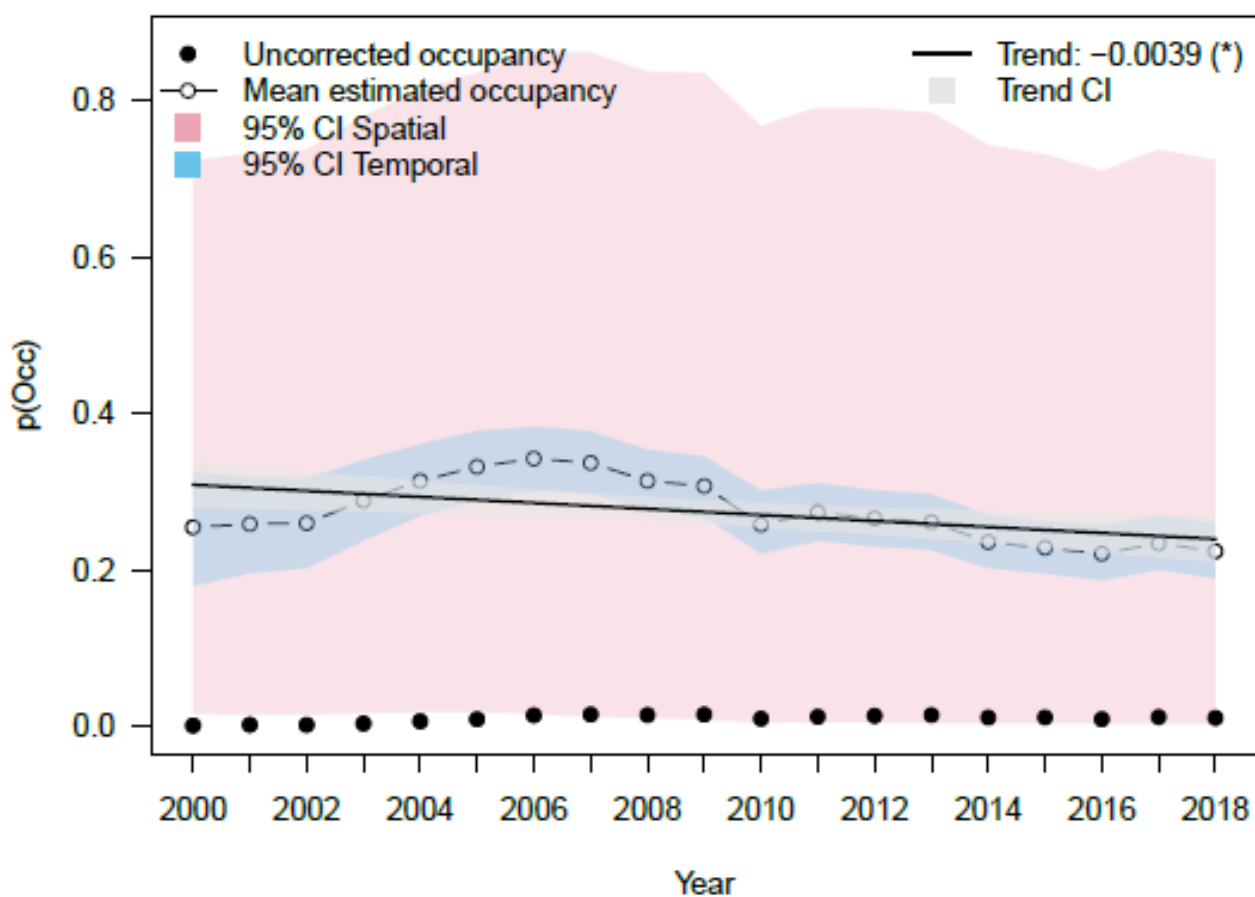 Uncorrected occupancy
Mean estimated occupancy
95% CI Spatial
95% CI Temporal
Trend: −0.0039 (*)
Trend CI
p(Occ)
0.8
0.6
0.4
0.2
0.0
2000 2002 2004 2006 2008 2010 2012 2014 2016 2018
Year